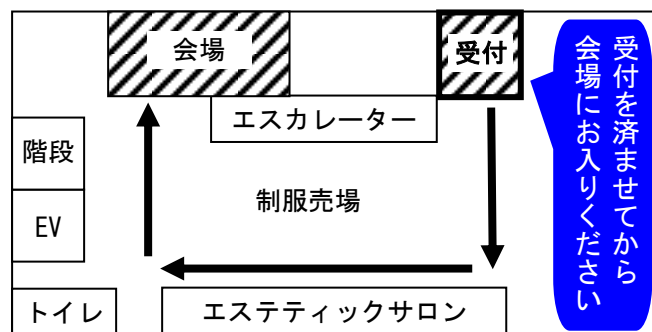 会場
受付
受付を済ませてから
会場にお入りください
エスカレーター
階段
制服売場
EV
トイレ
エステティックサロン